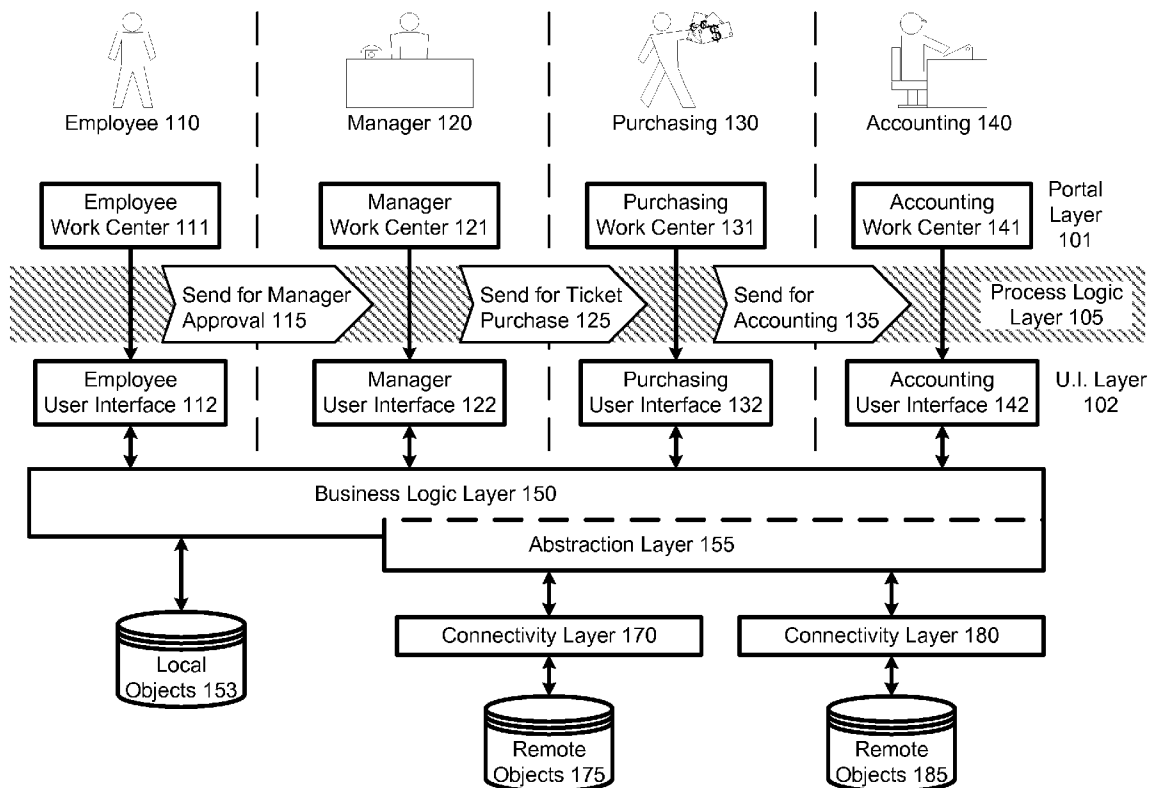 Employee 110
Manager 120
$
Purchasing 130
Accounting 140
Employee
Work Center 111
Manager
Work Center 121
Purchasing
Work Center 131
Accounting
Work Center 141
Portal
Layer
101
Send for Manager
Approval 115
Send for Ticket
Purchase 125
Send for
Accounting 135
Process Logic
Layer 105
Employee
User Interface 112
Manager
User Interface 122
Purchasing
User Interface 132
Accounting
User Interface 142
U.I. Layer
102
Business Logic Layer 150
Abstraction Layer 155
Connectivity Layer 170
Connectivity Layer 180
Local
Objects 153
Remote
Objects 175
Remote
Objects 185